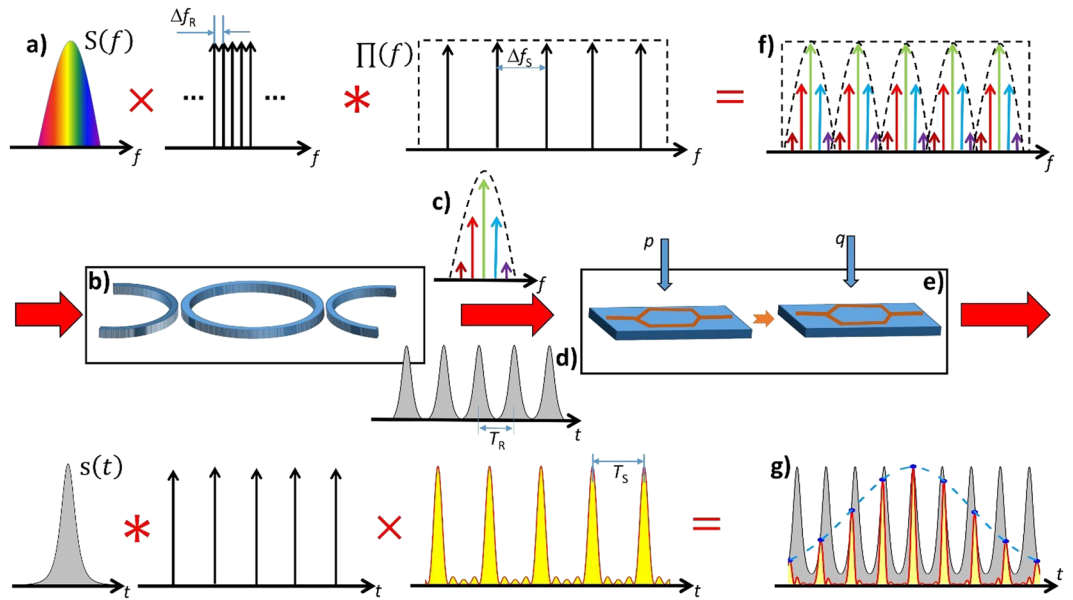 a) S(f)
Δf_R
... ...
f
f
∏(f)
Δf_S
f
f)
f
×
*
=
c)
f
b)
p
q
e)
d)
T_R
t
s(t)
t
*
t
×
T_S
t
=
g)
t